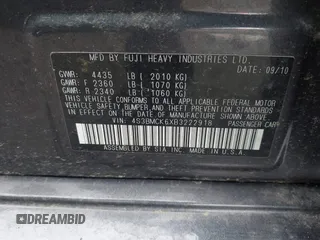 MFD. BY FUJI HEAVY INDUSTRIES LTD.
GVWR: 4435 LB ( 2010 KG) 09/10
GAWR: F 2360 LB ( 1070 KG)
GAWR: R 2340 LB ( 1060 KG)
THIS VEHICLE CONFORMS TO ALL APPLICABLE FEDERAL MOTOR
VEHICLE SAFETY, BUMPER, AND THEFT PREVENTION STANDARDS
IN EFFECT ON THE DATE OF MANUFACTURE SHOWN ABOVE.
VIN: 4S3BMCK6XB3222918 PASSENGER CAR
ASSEMBLED BY SIA INC. MADE IN U.S.A.
DREAMBID